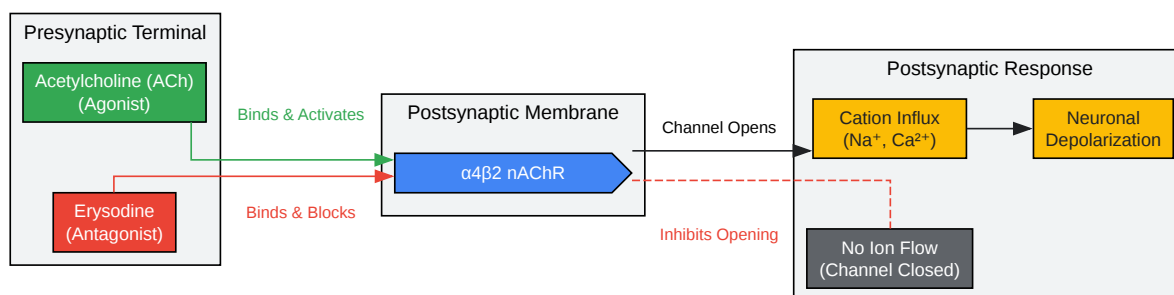 Presynaptic Terminal
Acetylcholine (ACh)
(Agonist)
Erysodine
(Antagonist)
Binds & Activates
Binds & Blocks
Postsynaptic Membrane
α4β2 nAChR
Channel Opens
Inhibits Opening
Postsynaptic Response
Cation Influx
(Na⁺, Ca²⁺)
Neuronal
Depolarization
No Ion Flow
(Channel Closed)